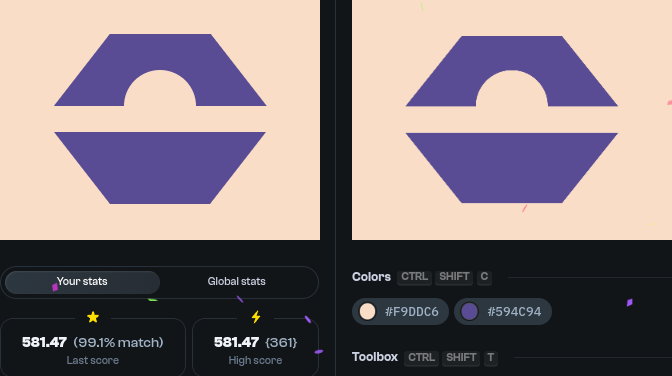 Your stats
Global stats
581.47 (99.1% match)
Last score
581.47 {361}
High score
Colors CTRL SHIFT C
#F9DDC6 #594C94
Toolbox CTRL SHIFT T